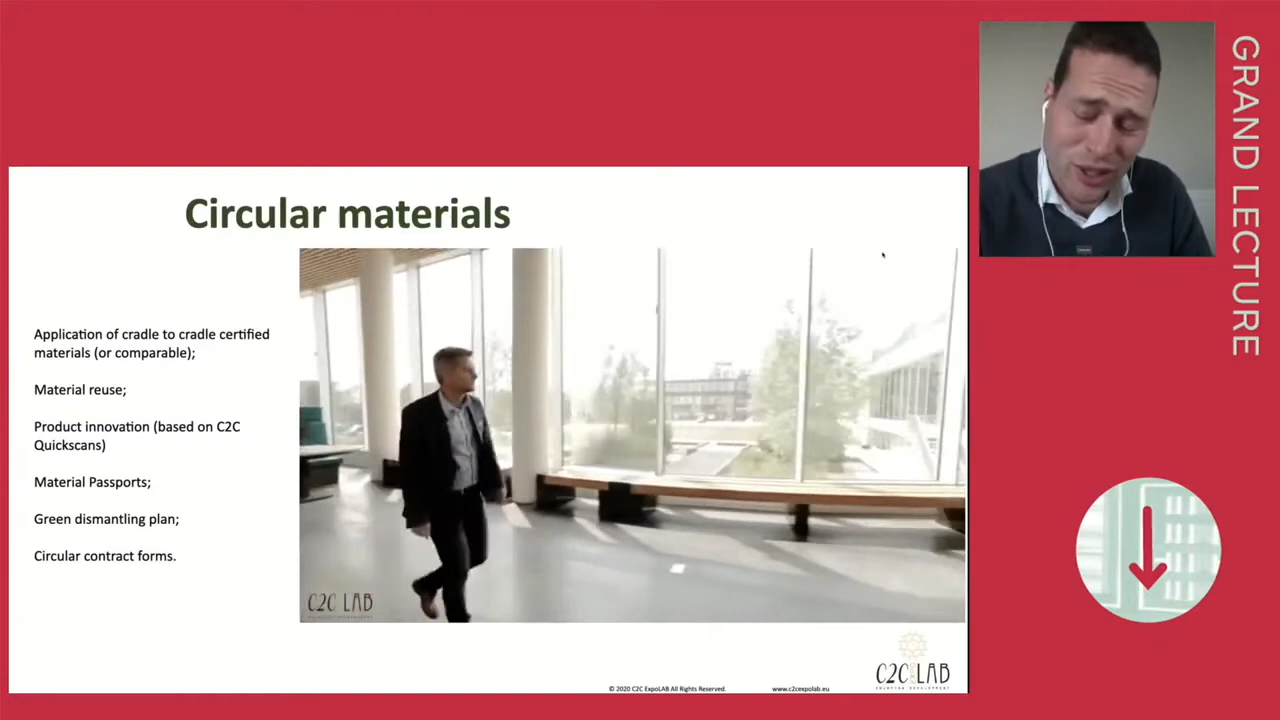 GRAND LECTURE
Circular materials
Application of cradle to cradle certified
materials (or comparable);
Material reuse;
Product innovation (based on C2C
Quickscans)
Material Passports;
Green dismantling plan;
Circular contract forms.
C2C LAB
C2C LAB
ENJOYING DEVELOPMENT
© 2020 C2C ExpoLAB All Rights Reserved.
www.c2cexpolab.eu